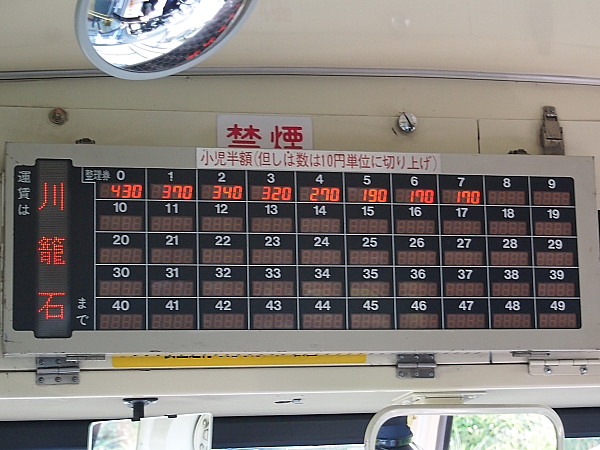 禁煙
小児半額(但しは数は10円単位に切り上げ)
運賃は
川籠石
まで
整理券 0 1 2 3 4 5 6 7 8 9
430 370 340 320 270 190 170 170
10 11 12 13 14 15 16 17 18 19
20 21 22 23 24 25 26 27 28 29
30 31 32 33 34 35 36 37 38 39
40 41 42 43 44 45 46 47 48 49